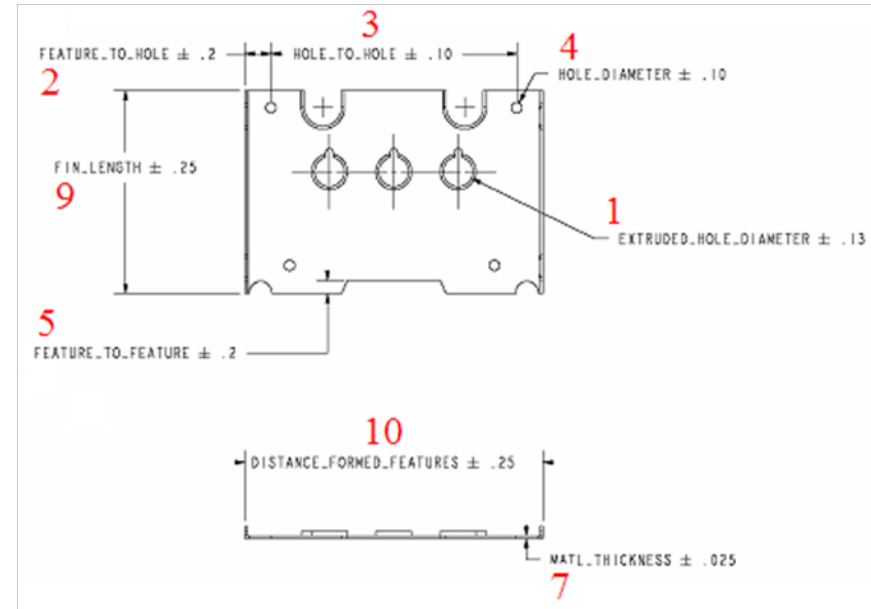 3
FEATURE_TO_HOLE ± .2
HOLE_TO_HOLE ± .10
4
2
HOLE_DIAMETER ± .10
FIN_LENGTH ± .25
9
1
EXTRUDED_HOLE_DIAMETER ± .13
5
FEATURE_TO_FEATURE ± .2
10
DISTANCE_FORMED_FEATURES ± .25
MATL_THICKNESS ± .025
7